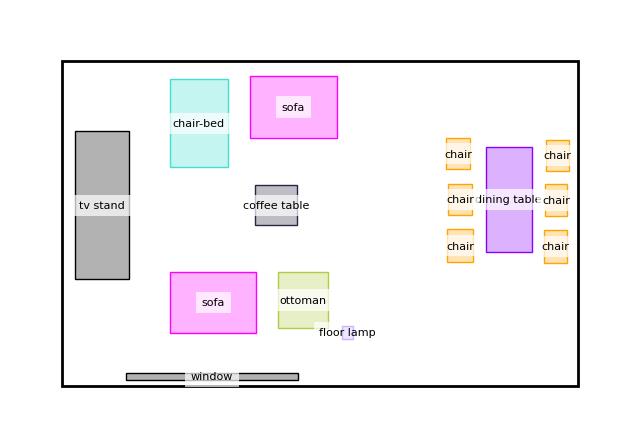 sofa
chair-bed
chair
chair
chair
dining table
chair
tv stand
coffee table
chair
chair
sofa
ottoman
floor lamp
window